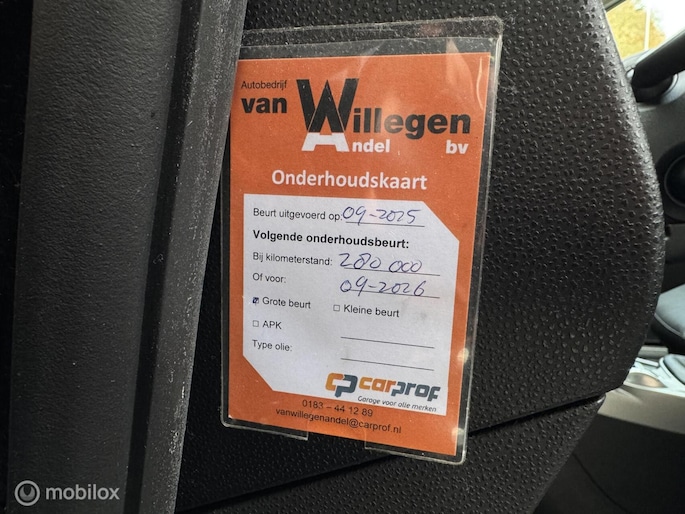 Autobedrijf
van Willegen
Andel bv
Onderhoudskaart
Beurt uitgevoerd op: 09-2025
Volgende onderhoudsbeurt:
Bij kilometerstand: 280 000
Of voor: 09-2026
Grote beurt Kleine beurt
APK
Type olie:
CP carprof
Garage voor alle merken
0183 – 44 12 89
vanwillegenandel@carprof.nl
mobilox